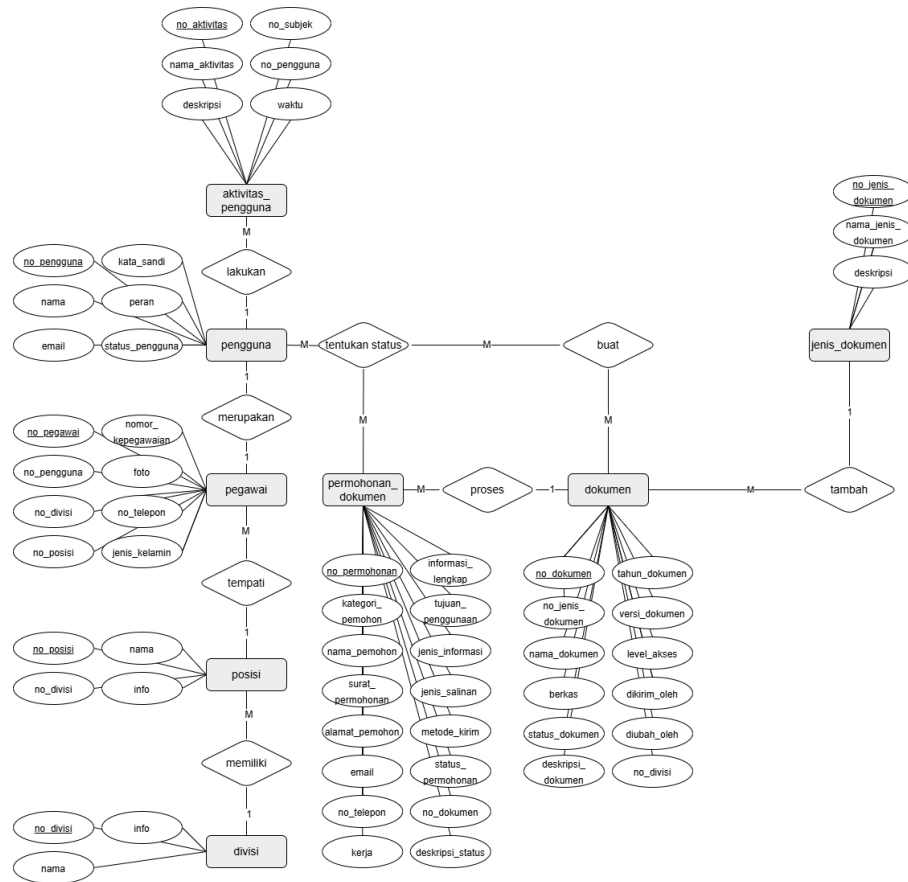 no_aktivitas
no_subjek
nama_aktivitas
no_pengguna
deskripsi
waktu
aktivitas_
pengguna
M
lakukan
1
no_jenis_
dokumen
nama_jenis_
dokumen
deskripsi
jenis_dokumen
no_pengguna
kata_sandi
nama
peran
email
status_pengguna
pengguna
M
tentukan status
M
buat
1
merupakan
1
M
M
1
no_pegawai
nomor_
kepegawaian
no_pengguna
foto
no_divisi
no_telepon
no_posisi
jenis_kelamin
pegawai
permohonan_
dokumen
M
proses
1
dokumen
M
tambah
M
tempati
1
no_posisi
nama
no_divisi
info
posisi
M
memiliki
1
no_divisi
info
nama
divisi
no_permohonan
informasi_
lengkap
kategori_
pemohon
tujuan_
penggunaan
nama_pemohon
jenis_informasi
surat_
permohonan
jenis_salinan
alamat_pemohon
metode_kirim
email
status_
permohonan
no_telepon
no_dokumen
kerja
deskripsi_status
no_dokumen
tahun_dokumen
no_jenis_
dokumen
versi_dokumen
nama_dokumen
level_akses
berkas
dikirim_oleh
status_dokumen
diubah_oleh
deskripsi_
dokumen
no_divisi